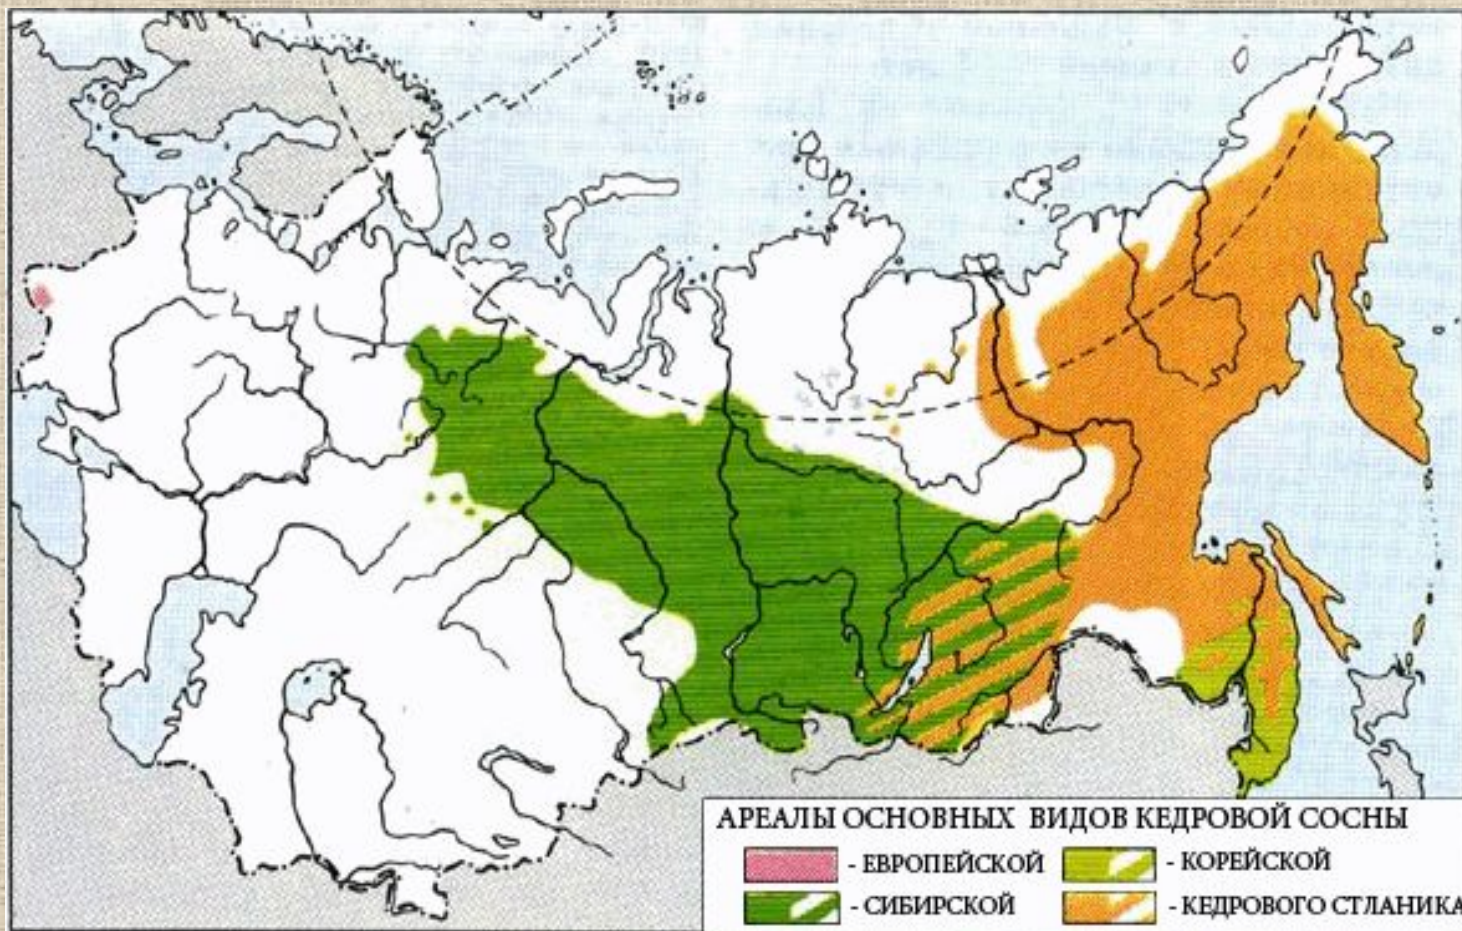 АРЕАЛЫ ОСНОВНЫХ ВИДОВ КЕДРОВОЙ СОСНЫ
- ЕВРОПЕЙСКОЙ
- КОРЕЙСКОЙ
- СИБИРСКОЙ
- КЕДРОВОГО СТЛАНИКА